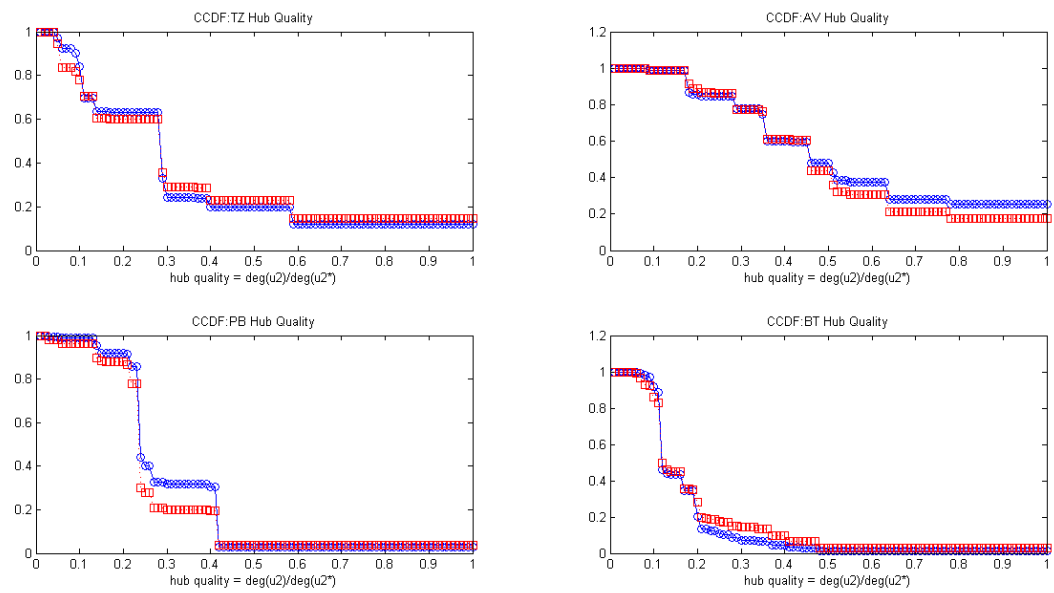 CCDF:TZ Hub Quality
1
0.8
0.6
0.4
0.2
0
0 0.1 0.2 0.3 0.4 0.5 0.6 0.7 0.8 0.9 1
hub quality = deg(u2)/deg(u2*)
CCDF:AV Hub Quality
1.2
1
0.8
0.6
0.4
0.2
0
0 0.1 0.2 0.3 0.4 0.5 0.6 0.7 0.8 0.9 1
hub quality = deg(u2)/deg(u2*)
CCDF:PB Hub Quality
1
0.8
0.6
0.4
0.2
0
0 0.1 0.2 0.3 0.4 0.5 0.6 0.7 0.8 0.9 1
hub quality = deg(u2)/deg(u2*)
CCDF:BT Hub Quality
1.2
1
0.8
0.6
0.4
0.2
0
0 0.1 0.2 0.3 0.4 0.5 0.6 0.7 0.8 0.9 1
hub quality = deg(u2)/deg(u2*)